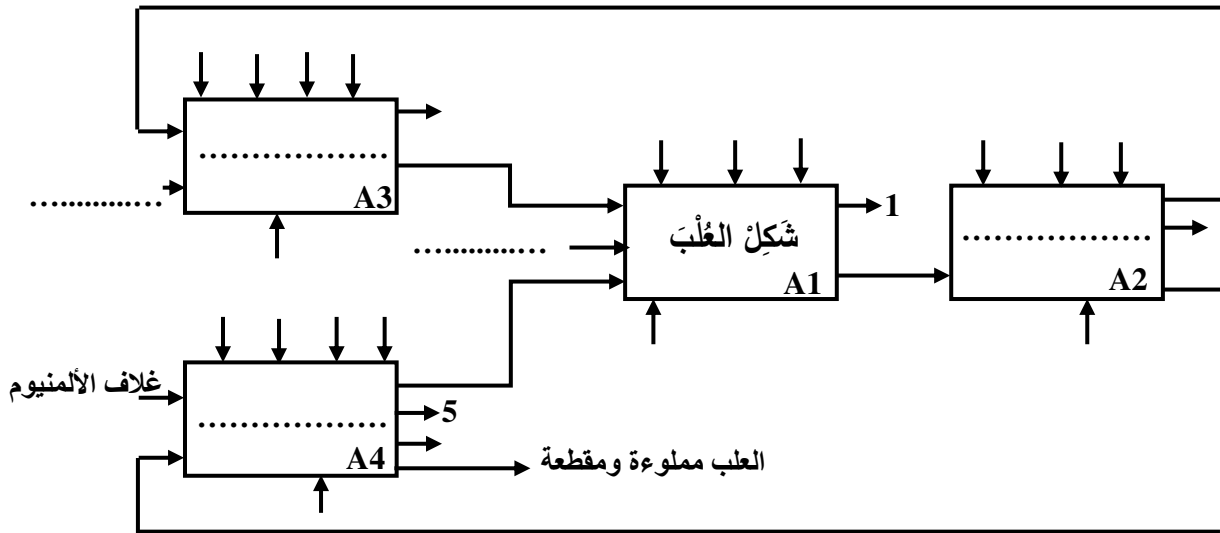 ..................
A3
..................
..................
شَكِلْ العُلْبَ
A1
1
..................
A2
غلاف الألمنيوم
..................
5
A4
العلب مملوءة ومقطعة